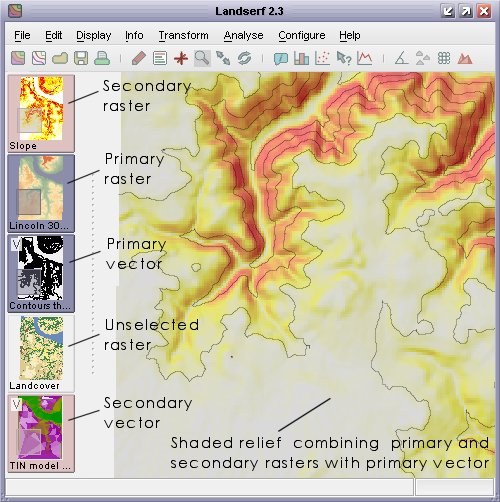 Landserf 2.3
File Edit Display Info Transform Analyse Configure Help
Secondary
raster
Slope
Primary
raster
Lincoln 30...
V
Primary
vector
Contours th...
Unselected
raster
Landcover
V
Secondary
vector
TIN model ...
Shaded relief combining primary and
secondary rasters with primary vector